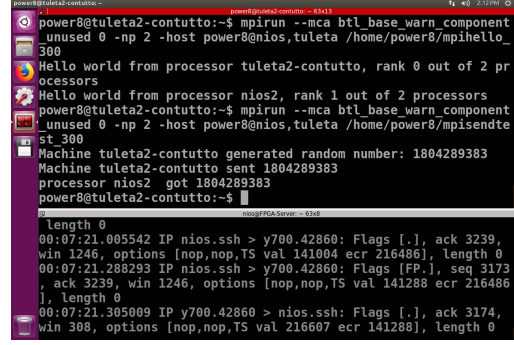 power8@tuleta2-contutto: ~
2:12 PM
power8@tuleta2-contutto: ~ 63x13
power8@tuleta2-contutto:~$ mpirun --mca btl_base_warn_component
_unused 0 -np 2 -host power8@nios,tuleta /home/power8/mpihello_
300
Hello world from processor tuleta2-contutto, rank 0 out of 2 pr
ocessors
Hello world from processor nios2, rank 1 out of 2 processors
power8@tuleta2-contutto:~$ mpirun --mca btl_base_warn_component
_unused 0 -np 2 -host power8@nios,tuleta /home/power8/mpisendte
st_300
Machine tuleta2-contutto generated random number: 1804289383
Machine tuleta2-contutto sent 1804289383
processor nios2  got 1804289383
power8@tuleta2-contutto:~$
nios@FPGA-Server: ~ 63x8
length 0
00:07:21.005542 IP nios.ssh > y700.42860: Flags [.], ack 3239,
win 1246, options [nop,nop,TS val 141004 ecr 216486], length 0
00:07:21.288293 IP nios.ssh > y700.42860: Flags [FP.], seq 3173
, ack 3239, win 1246, options [nop,nop,TS val 141288 ecr 216486
], length 0
00:07:21.305009 IP y700.42860 > nios.ssh: Flags [.], ack 3174,
win 308, options [nop,nop,TS val 216607 ecr 141288], length 0